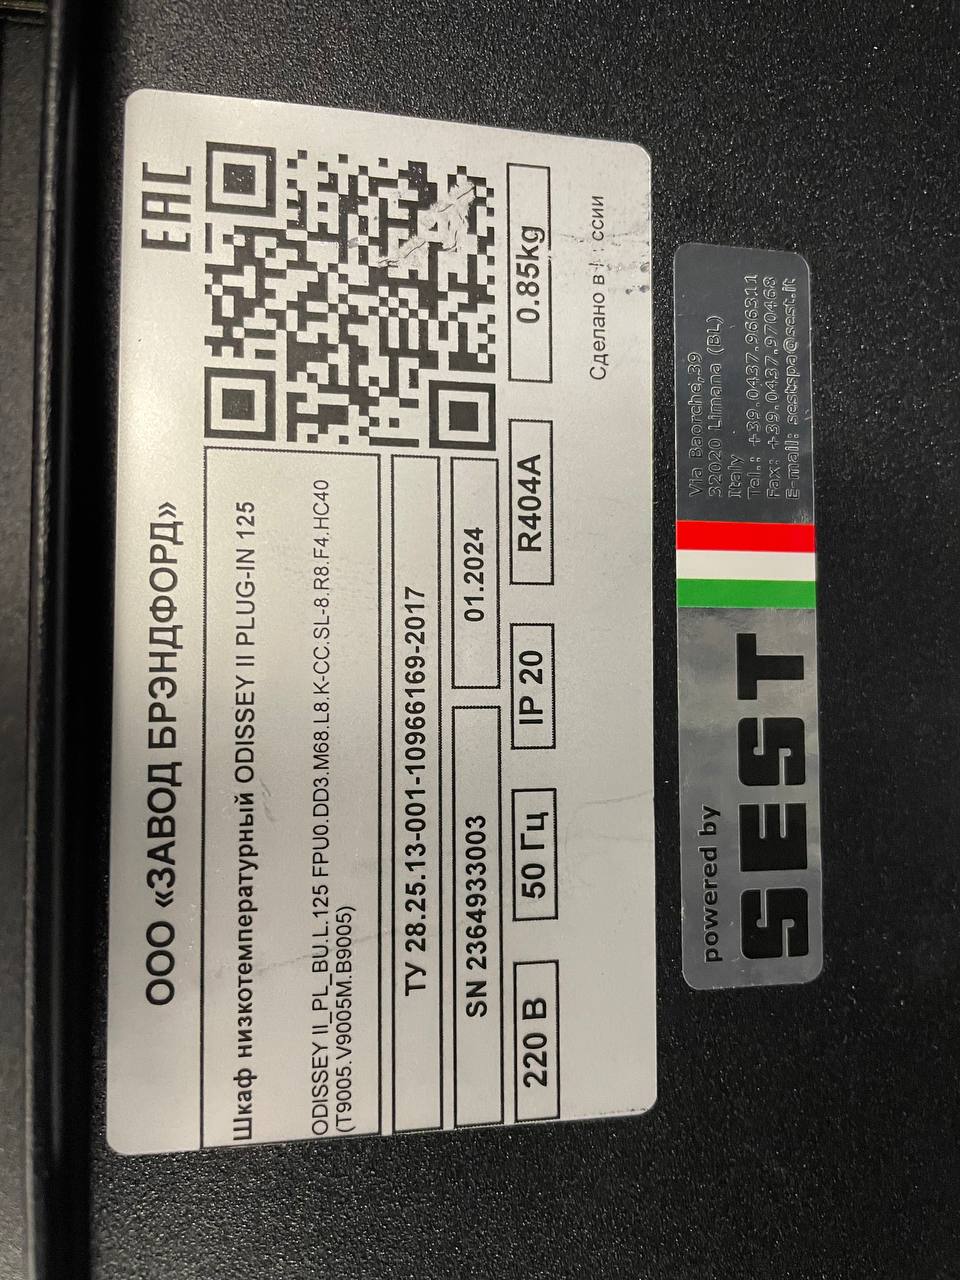 ООО «ЗАВОД БРЭНДФОРД»
EAC
Шкаф низкотемпературный ODISSEY II PLUG-IN 125
ODISSEY II_PL_BU.L.125 FPU0.DD3.M68.L8.K-CC.SL-8.R8.F4.HC40
(T9005.V9005M.B9005)
ТУ 28.25.13-001-10966169-2017
SN 2364933003
01.2024
220 В
50 Гц
IP 20
R404A
0.85kg
Сделано в
powered by
SEST
Via Baorche,39
32020 Limana (BL)
Italy
Tel.: +39.0437.966311
Fax: +39.0437.970468
E-mail: sestspa@sest.it